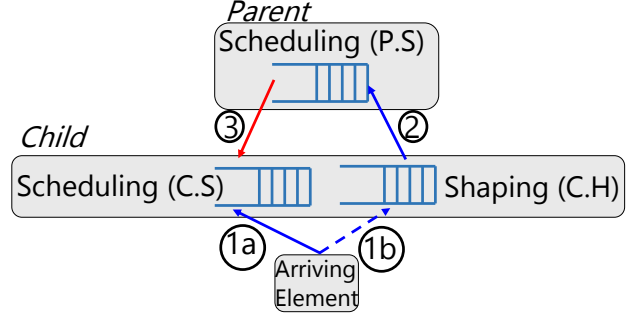 Parent
Scheduling (P.S)
3
2
Child
Scheduling (C.S)
Shaping (C.H)
1a
1b
Arriving
Element